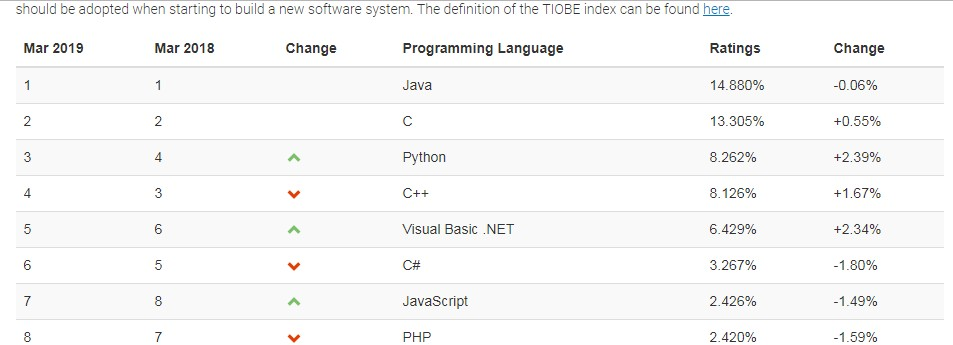 should be adopted when starting to build a new software system. The definition of the TIOBE index can be found here.
Mar 2019 Mar 2018 Change Programming Language Ratings Change
1 1 Java 14.880% -0.06%
2 2 C 13.305% +0.55%
3 4 Python 8.262% +2.39%
4 3 C++ 8.126% +1.67%
5 6 Visual Basic .NET 6.429% +2.34%
6 5 C# 3.267% -1.80%
7 8 JavaScript 2.426% -1.49%
8 7 PHP 2.420% -1.59%